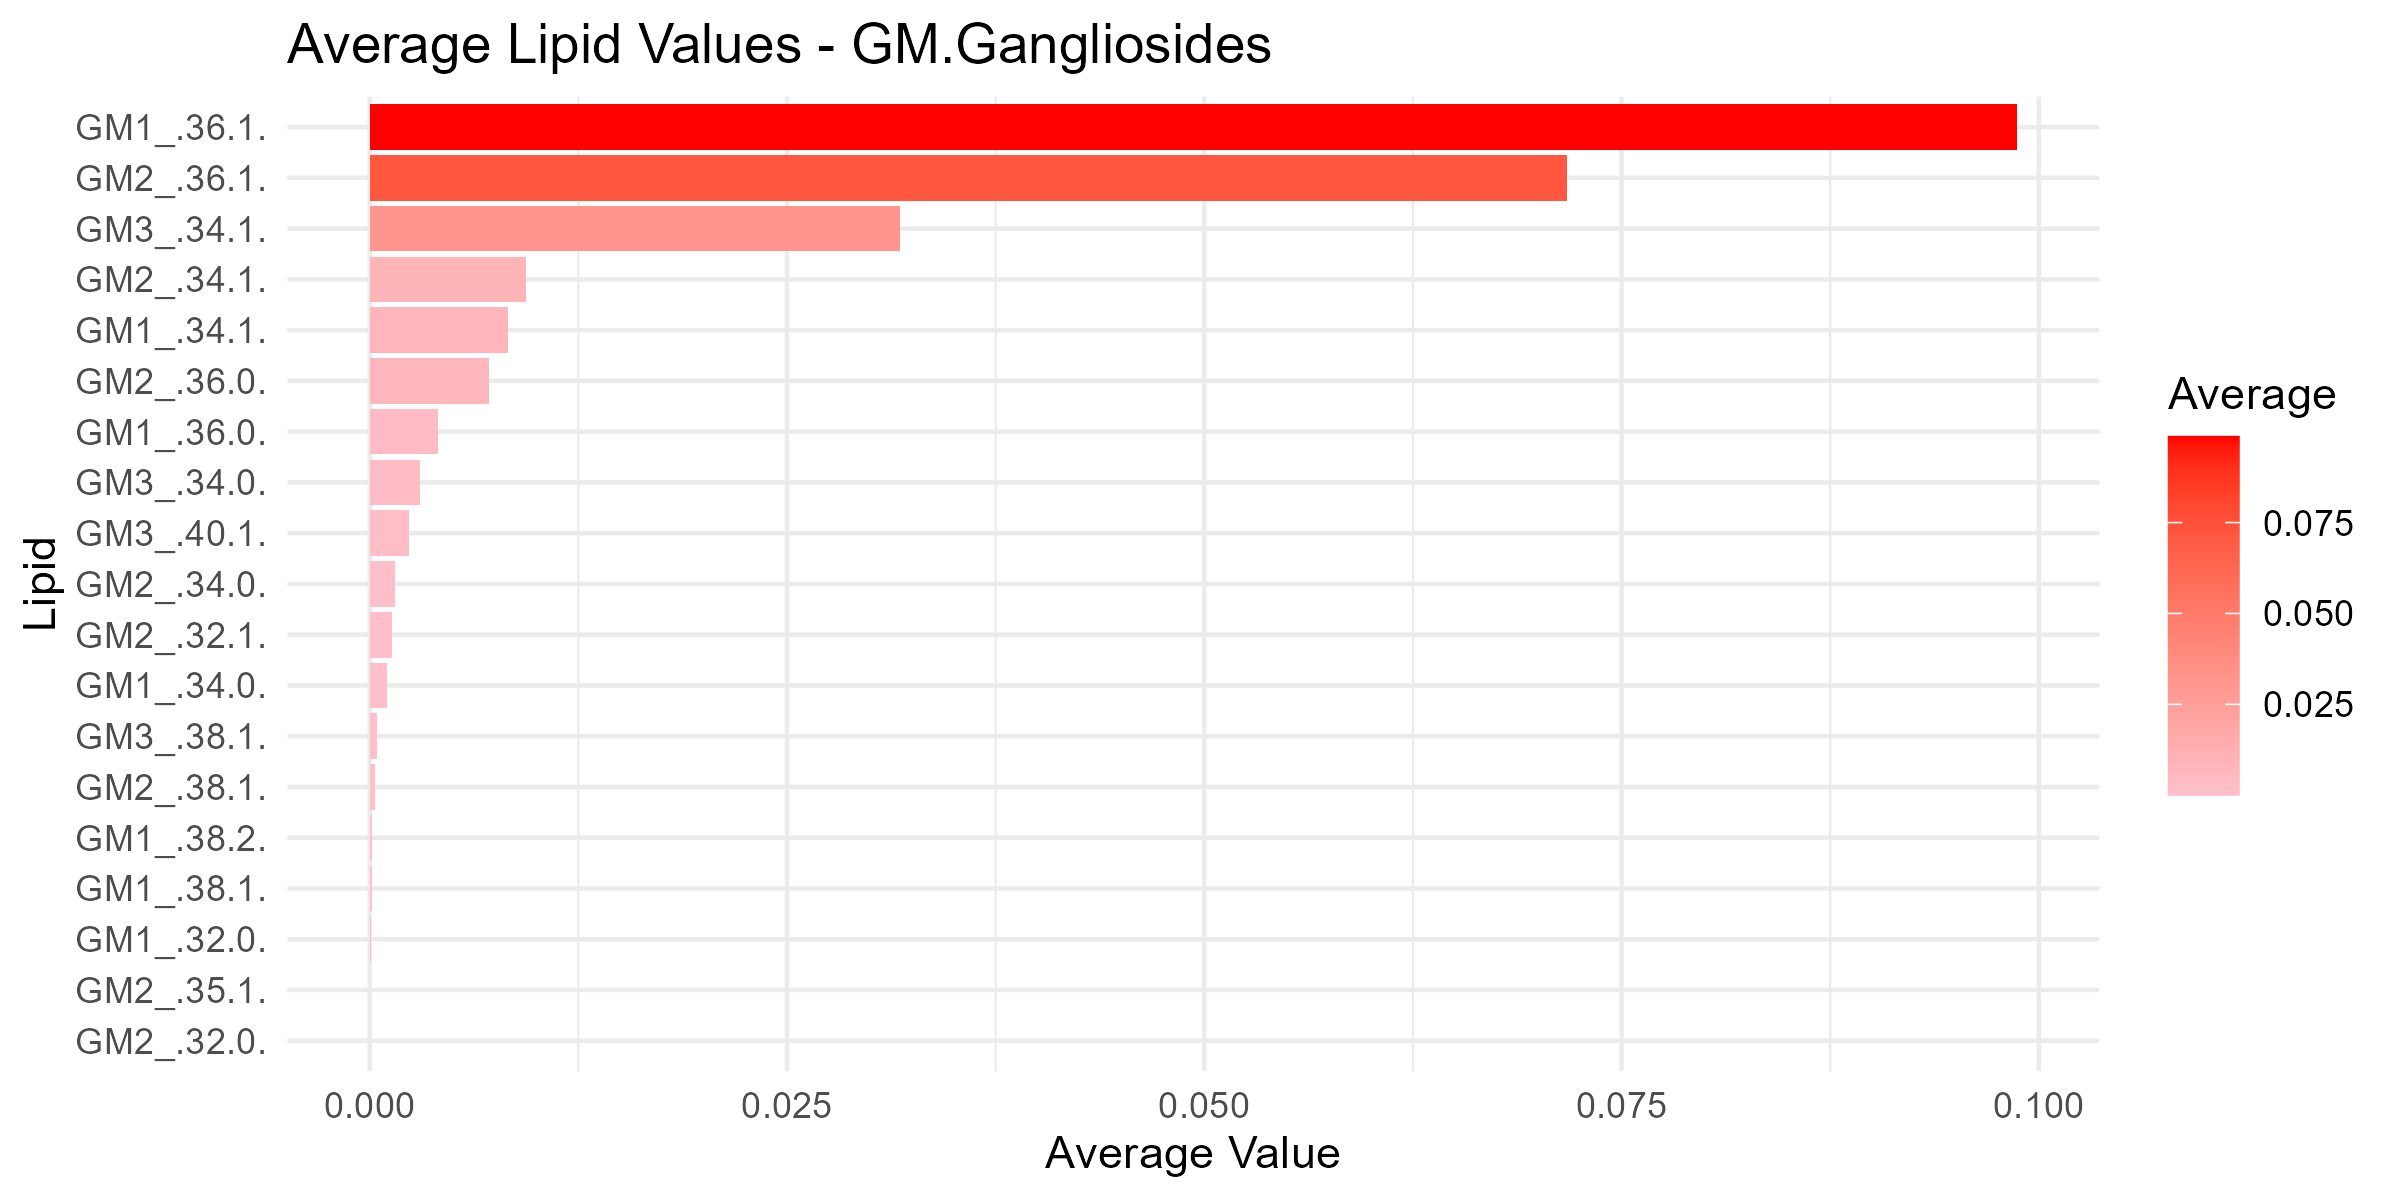 Average Lipid Values - GM.Gangliosides
GM1_.36.1.
GM2_.36.1.
GM3_.34.1.
GM2_.34.1.
GM1_.34.1.
GM2_.36.0.
GM1_.36.0.
GM3_.34.0.
GM3_.40.1.
GM2_.34.0.
GM2_.32.1.
GM1_.34.0.
GM3_.38.1.
GM2_.38.1.
GM1_.38.2.
GM1_.38.1.
GM1_.32.0.
GM2_.35.1.
GM2_.32.0.
Lipid
0.000 0.025 0.050 0.075 0.100
Average Value
Average
0.075
0.050
0.025